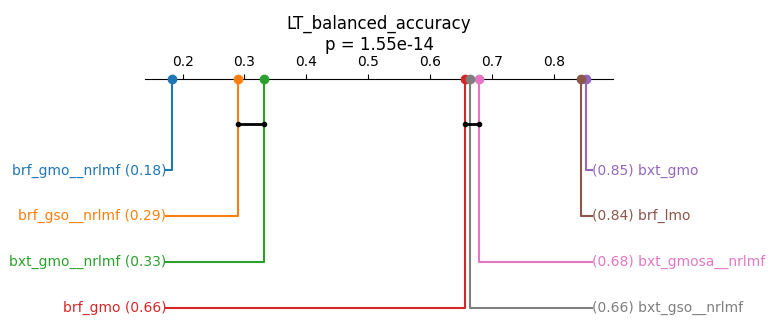 LT_balanced_accuracy
p = 1.55e-14
0.2 0.3 0.4 0.5 0.6 0.7 0.8
brf_gmo__nrlmf (0.18)
(0.85) bxt_gmo
brf_gso__nrlmf (0.29)
(0.84) brf_lmo
bxt_gmo__nrlmf (0.33)
(0.68) bxt_gmosa__nrlmf
brf_gmo (0.66)
(0.66) bxt_gso__nrlmf